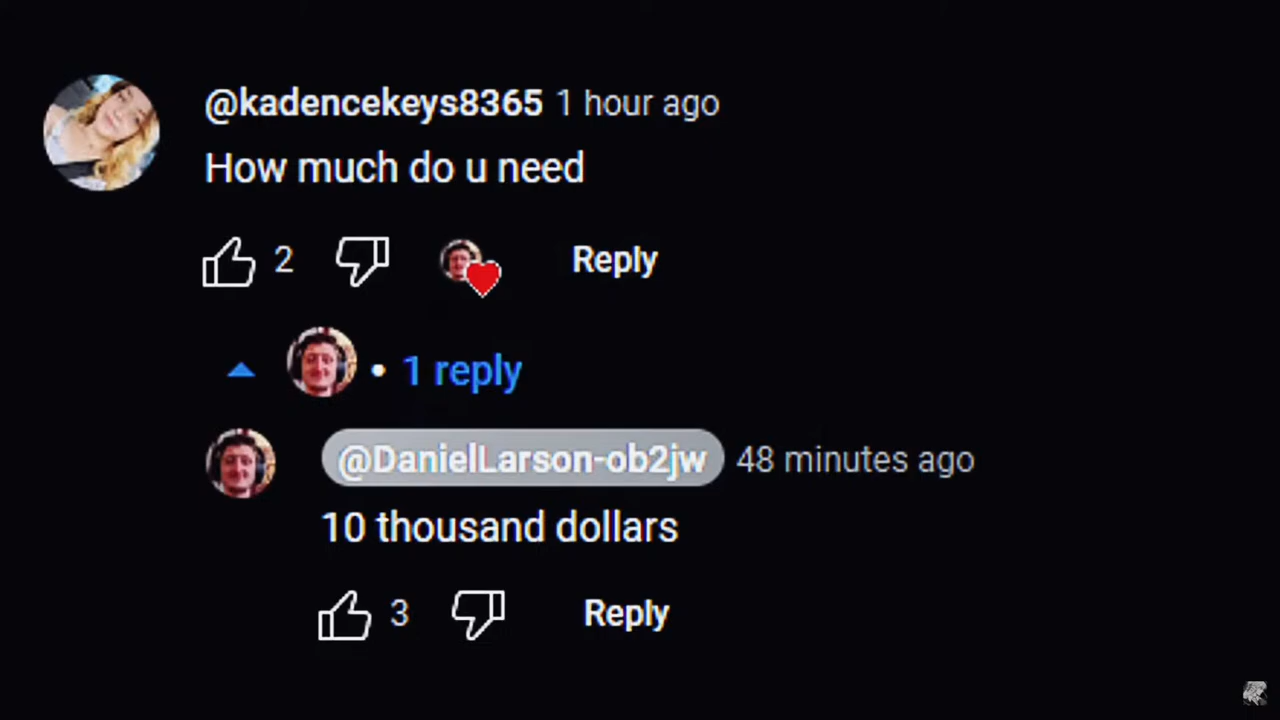 @kadencekeys8365 1 hour ago
How much do u need
2 Reply
1 reply
@DanielLarson-ob2jw 48 minutes ago
10 thousand dollars
3 Reply